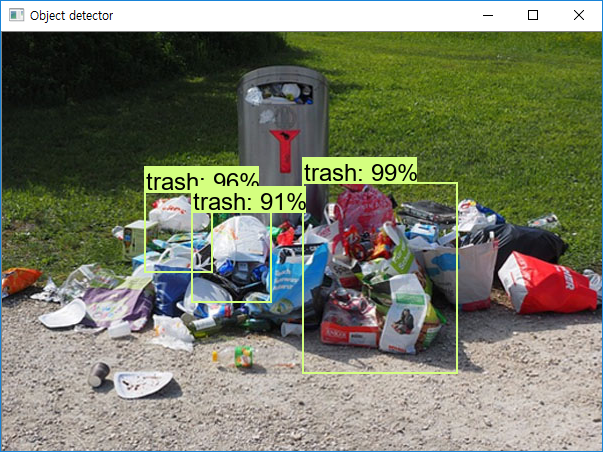 Object detector
trash: 96%
trash: 99%
trash: 91%